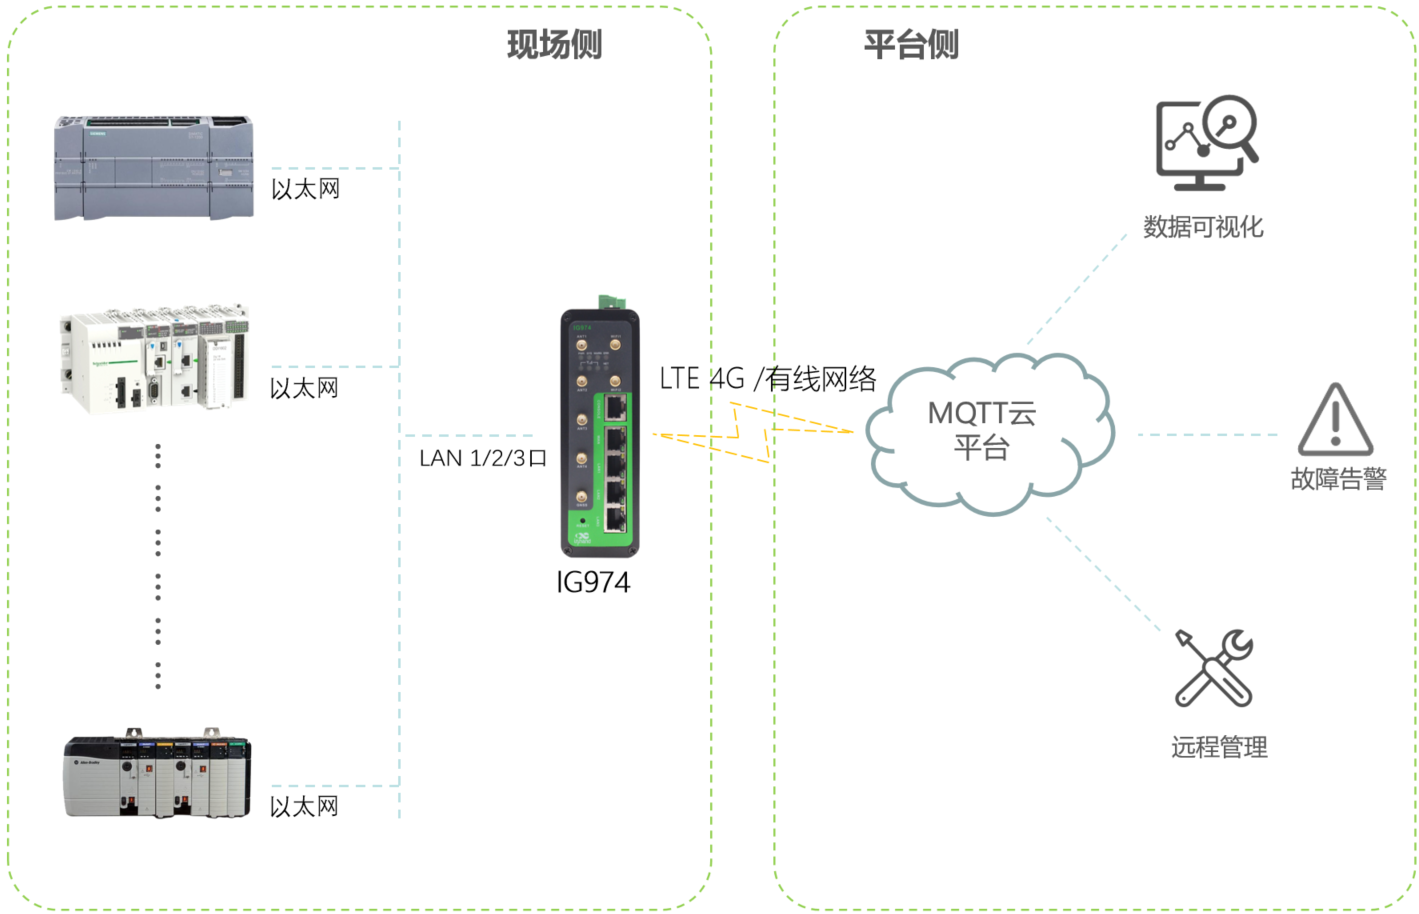 现场侧
平台侧
以太网
以太网
以太网
LAN 1/2/3口
IG974
IG974
LTE 4G /有线网络
MQTT云
平台
数据可视化
故障告警
远程管理